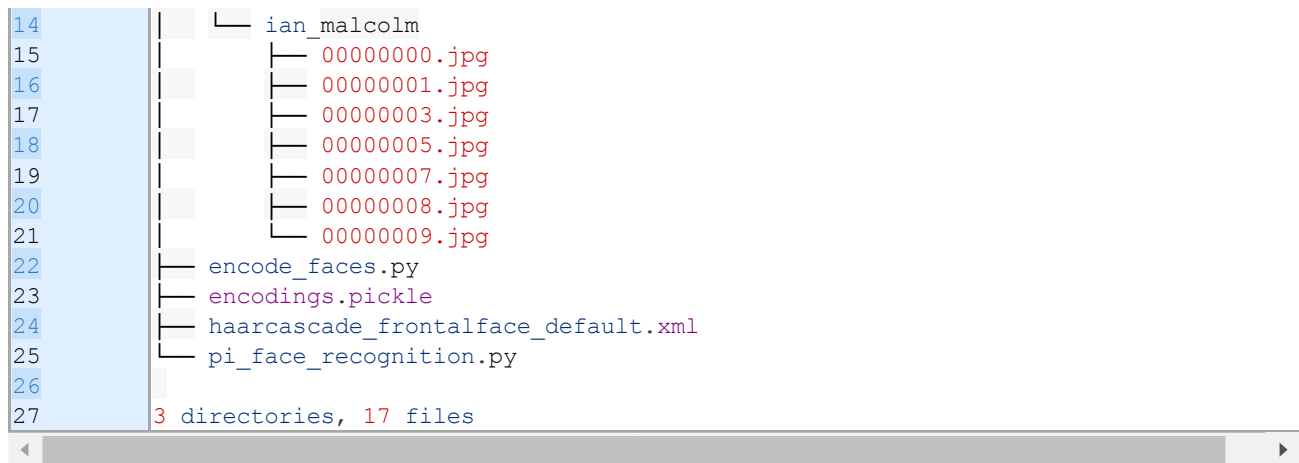 14 │   └── ian_malcolm
15 │       ├── 00000000.jpg
16 │       ├── 00000001.jpg
17 │       ├── 00000003.jpg
18 │       ├── 00000005.jpg
19 │       ├── 00000007.jpg
20 │       ├── 00000008.jpg
21 │       └── 00000009.jpg
22 ├── encode_faces.py
23 ├── encodings.pickle
24 ├── haarcascade_frontalface_default.xml
25 └── pi_face_recognition.py
26
27 3 directories, 17 files